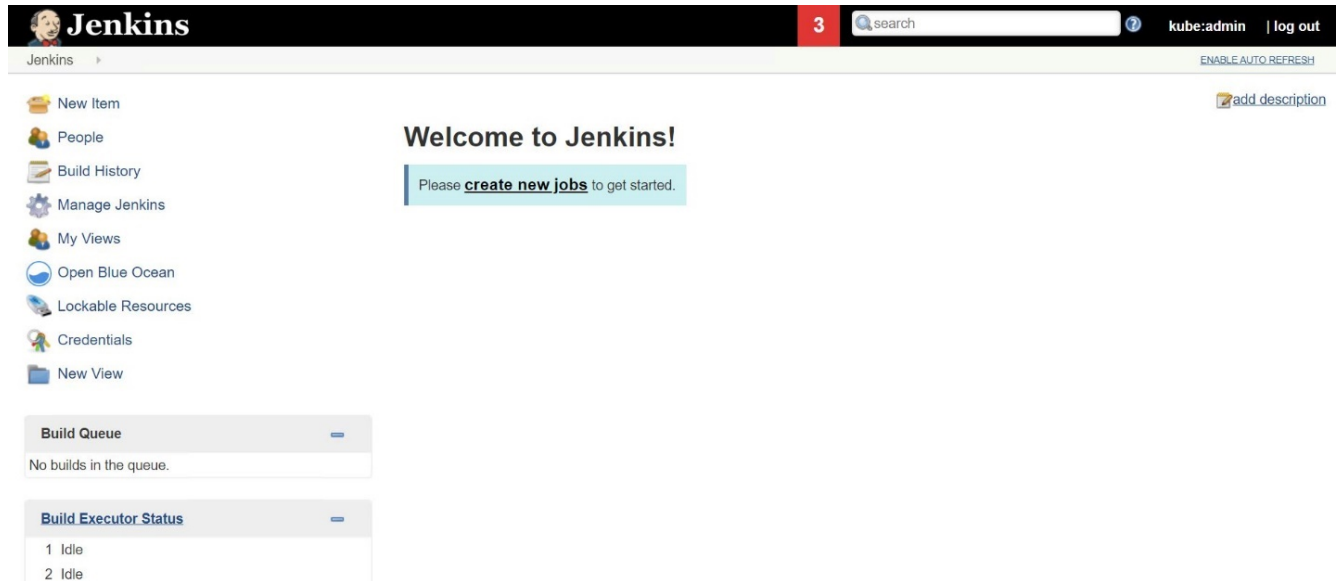 Jenkins
3
search
kube:admin | log out
Jenkins
ENABLE AUTO REFRESH
New Item
People
Build History
Manage Jenkins
My Views
Open Blue Ocean
Lockable Resources
Credentials
New View
add description
Welcome to Jenkins!
Please create new jobs to get started.
Build Queue
No builds in the queue.
Build Executor Status
1 Idle
2 Idle